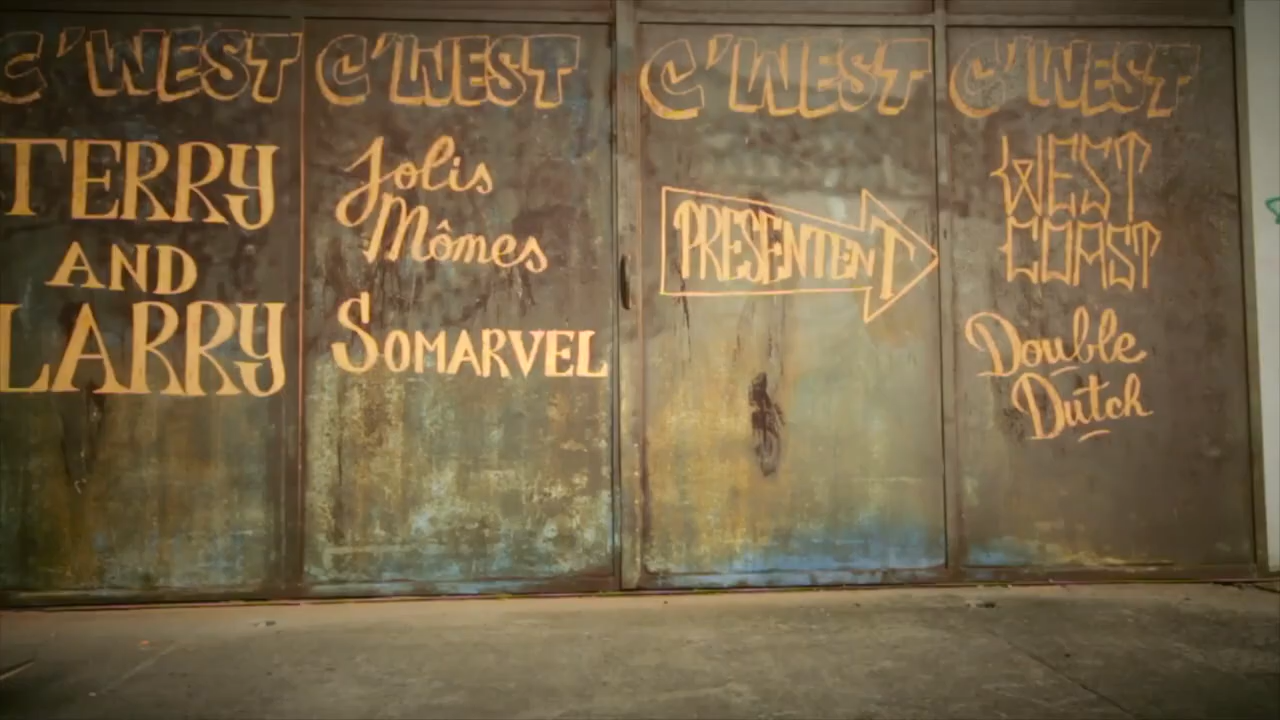 C'WEST
TERRY
AND
LARRY
C'WEST
Jolis
Mômes
SOMARVEL
C'WEST
PRESENTENT
C'WEST
WEST
COAST
Double
Dutch